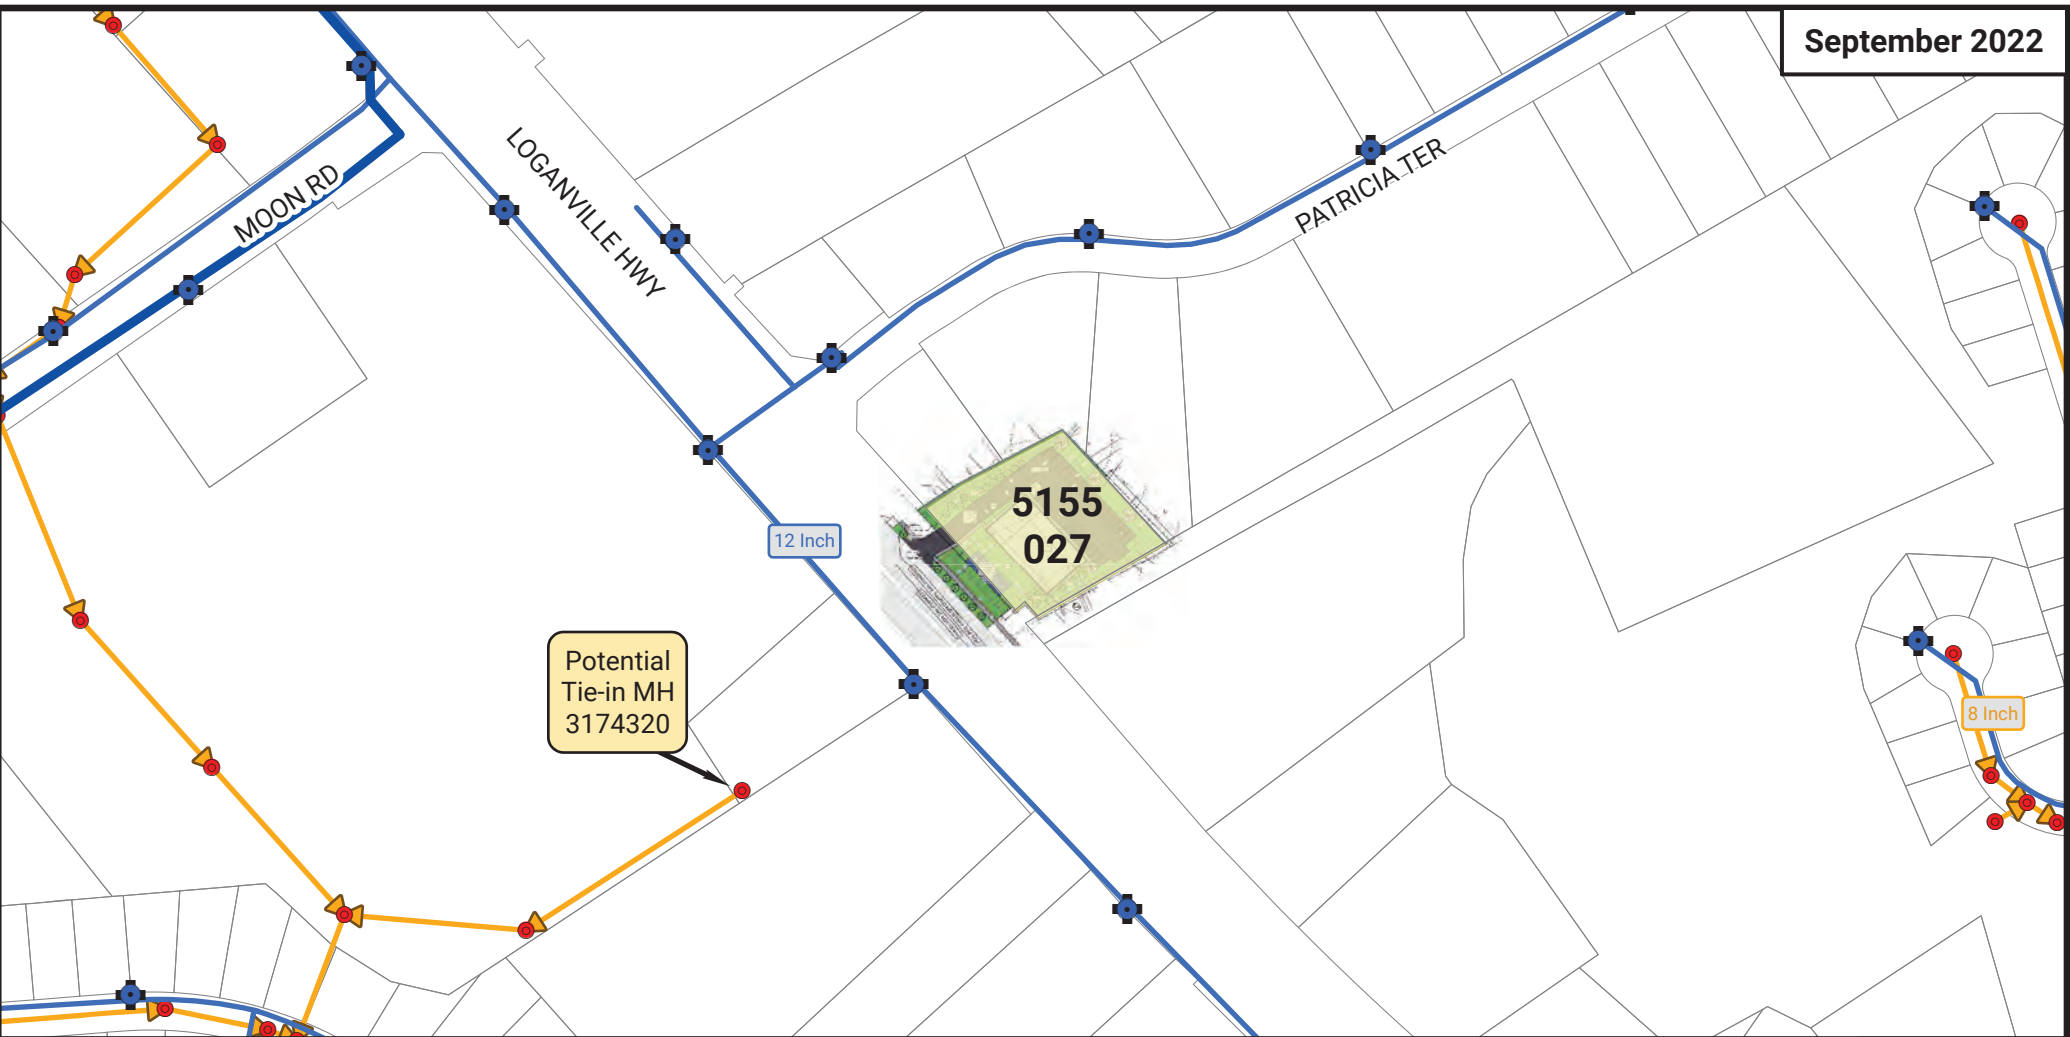 September 2022
MOON RD
LOGANVILLE HWY
PATRICIA TER
5155
027
12 Inch
Potential
Tie-in MH
3174320
8 Inch